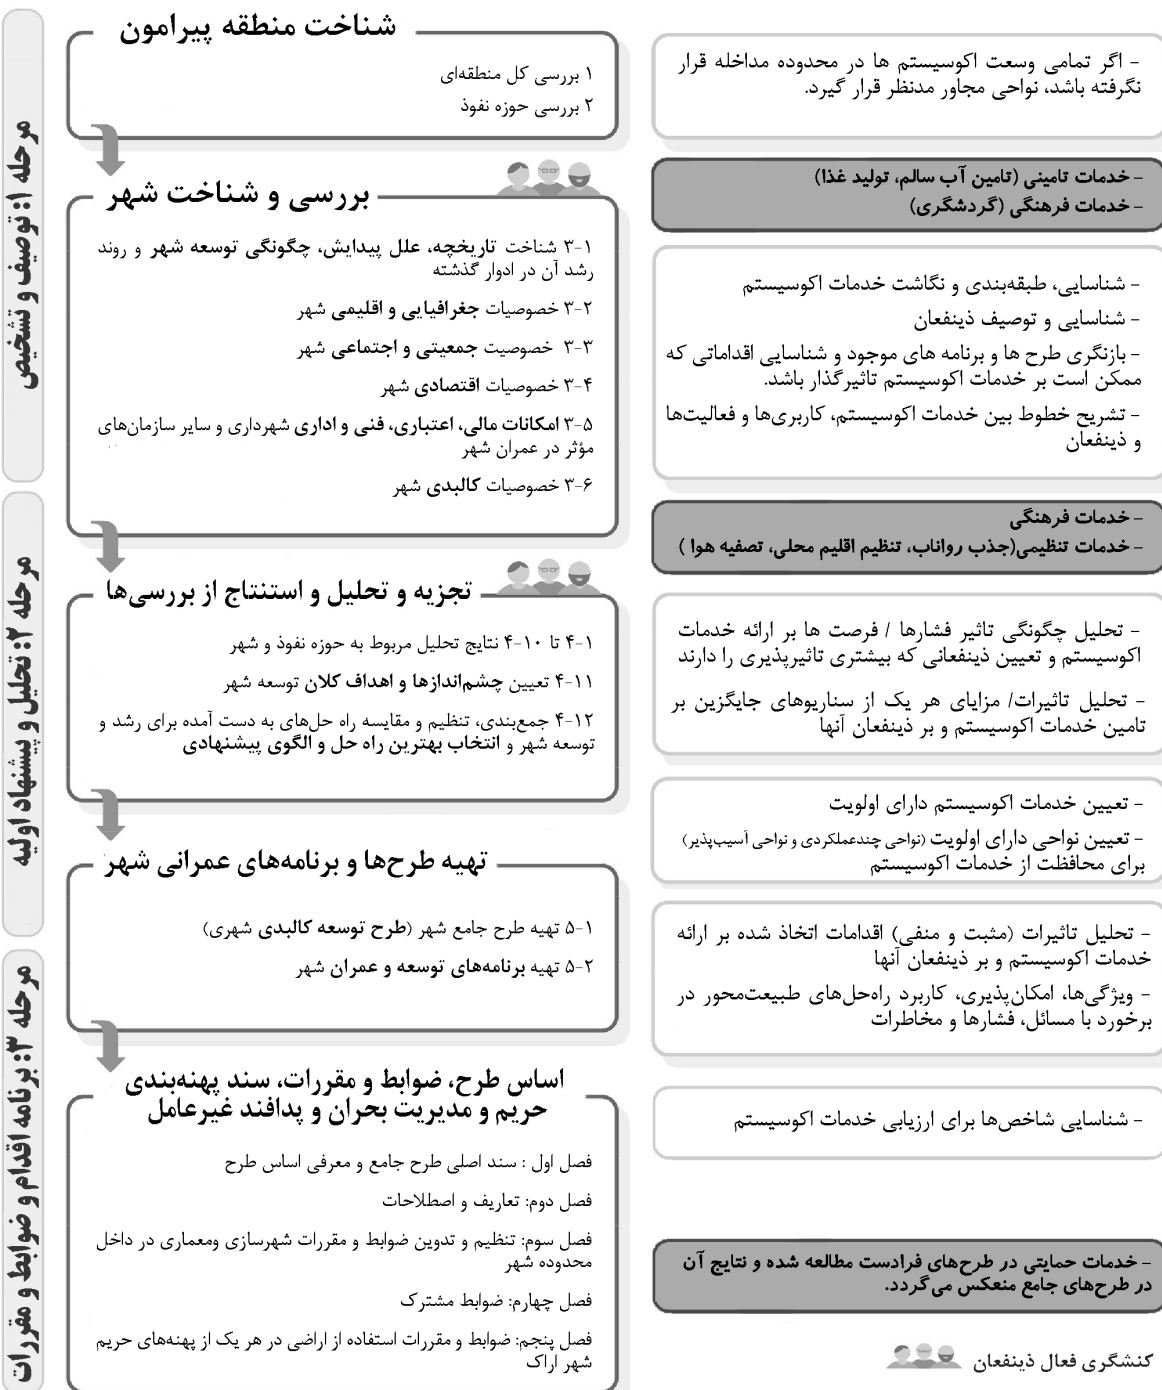 مرحله ۱: توصیف و تشخیص
شناخت منطقه پیرامون
۱ بررسی کل منطقه‌ای
۲ بررسی حوزه نفوذ
بررسی و شناخت شهر
۳-۱ شناخت تاریخچه، علل پیدایش، چگونگی توسعه شهر و روند
رشد آن در ادوار گذشته
۳-۲ خصوصیات جغرافیایی و اقلیمی شهر
۳-۳ خصوصیت جمعیتی و اجتماعی شهر
۳-۴ خصوصیات اقتصادی شهر
۳-۵ امکانات مالی، اعتباری، فنی و اداری شهرداری و سایر سازمان‌های
مؤثر در عمران شهر
۳-۶ خصوصیات کالبدی شهر
مرحله ۲: تحلیل و پیشنهاد اولیه
تجزیه و تحلیل و استنتاج از بررسی‌ها
۴-۱ تا ۴-۱۰ نتایج تحلیل مربوط به حوزه نفوذ و شهر
۴-۱۱ تعیین چشم‌اندازها و اهداف کلان توسعه شهر
۴-۱۲ جمع‌بندی، تنظیم و مقایسه راه حل‌های به دست آمده برای رشد و
توسعه شهر و انتخاب بهترین راه حل و الگوی پیشنهادی
تهیه طرح‌ها و برنامه‌های عمرانی شهر
۵-۱ تهیه طرح جامع شهر (طرح توسعه کالبدی شهری)
۵-۲ تهیه برنامه‌های توسعه و عمران شهر
مرحله ۳: برنامه اقدام و ضوابط و مقررات
اساس طرح، ضوابط و مقررات، سند پهنه‌بندی
حریم و مدیریت بحران و پدافند غیرعامل
فصل اول : سند اصلی طرح جامع و معرفی اساس طرح
فصل دوم: تعاریف و اصطلاحات
فصل سوم: تنظیم و تدوین ضوابط و مقررات شهرسازی ومعماری در داخل
محدوده شهر
فصل چهارم: ضوابط مشترک
فصل پنجم: ضوابط و مقررات استفاده از اراضی در هر یک از پهنه‌های حریم
شهر اراک
- اگر تمامی وسعت اکوسیستم ها در محدوده مداخله قرار
نگرفته باشد، نواحی مجاور مدنظر قرار گیرد.
- خدمات تامینی (تامین آب سالم، تولید غذا)
- خدمات فرهنگی (گردشگری)
- شناسایی، طبقه‌بندی و نگاشت خدمات اکوسیستم
- شناسایی و توصیف ذینفعان
- بازنگری طرح ها و برنامه های موجود و شناسایی اقداماتی که
ممکن است بر خدمات اکوسیستم تاثیرگذار باشد.
- تشریح خطوط بین خدمات اکوسیستم، کاربری‌ها و فعالیت‌ها
و ذینفعان
- خدمات فرهنگی
- خدمات تنظیمی(جذب رواناب، تنظیم اقلیم محلی، تصفیه هوا )
- تحلیل چگونگی تاثیر فشارها / فرصت ها بر ارائه خدمات
اکوسیستم و تعیین ذینفعانی که بیشتری تاثیرپذیری را دارند
- تحلیل تاثیرات/ مزایای هر یک از سناریوهای جایگزین بر
تامین خدمات اکوسیستم و بر ذینفعان آنها
- تعیین خدمات اکوسیستم دارای اولویت
- تعیین نواحی دارای اولویت (نواحی چندعملکردی و نواحی آسیب‌پذیر)
برای محافظت از خدمات اکوسیستم
- تحلیل تاثیرات (مثبت و منفی) اقدامات اتخاذ شده بر ارائه
خدمات اکوسیستم و بر ذینفعان آنها
- ویژگی‌ها، امکان‌پذیری، کاربرد راه‌حل‌های طبیعت‌محور در
برخورد با مسائل، فشارها و مخاطرات
- شناسایی شاخص‌ها برای ارزیابی خدمات اکوسیستم
- خدمات حمایتی در طرح‌های فرادست مطالعه شده و نتایج آن
در طرح‌های جامع منعکس می‌گردد.
کنشگری فعال ذینفعان